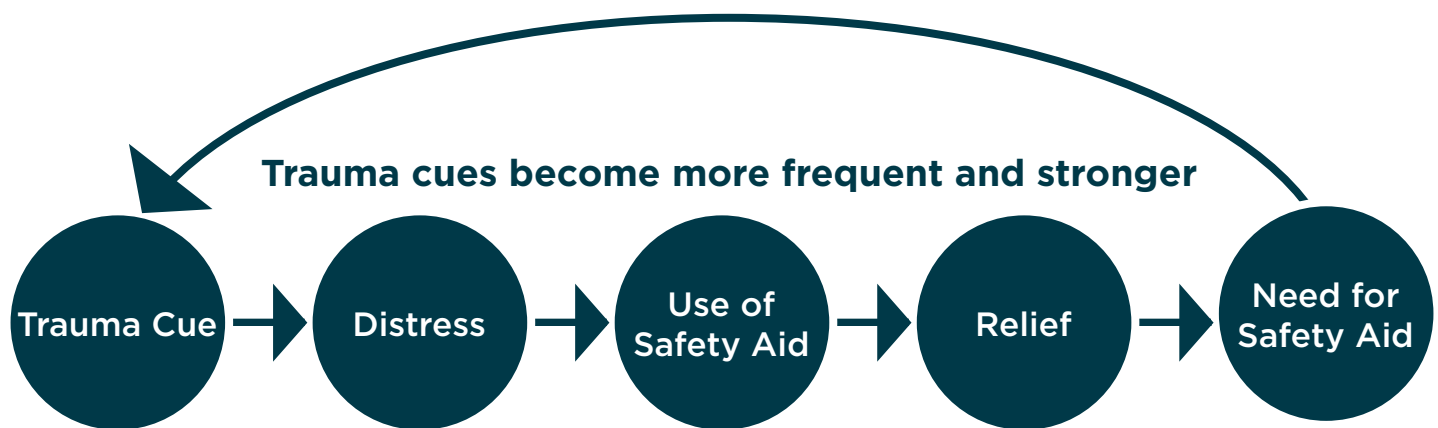 Trauma cues become more frequent and stronger
Trauma Cue
Distress
Use of
Safety Aid
Relief
Need for
Safety Aid